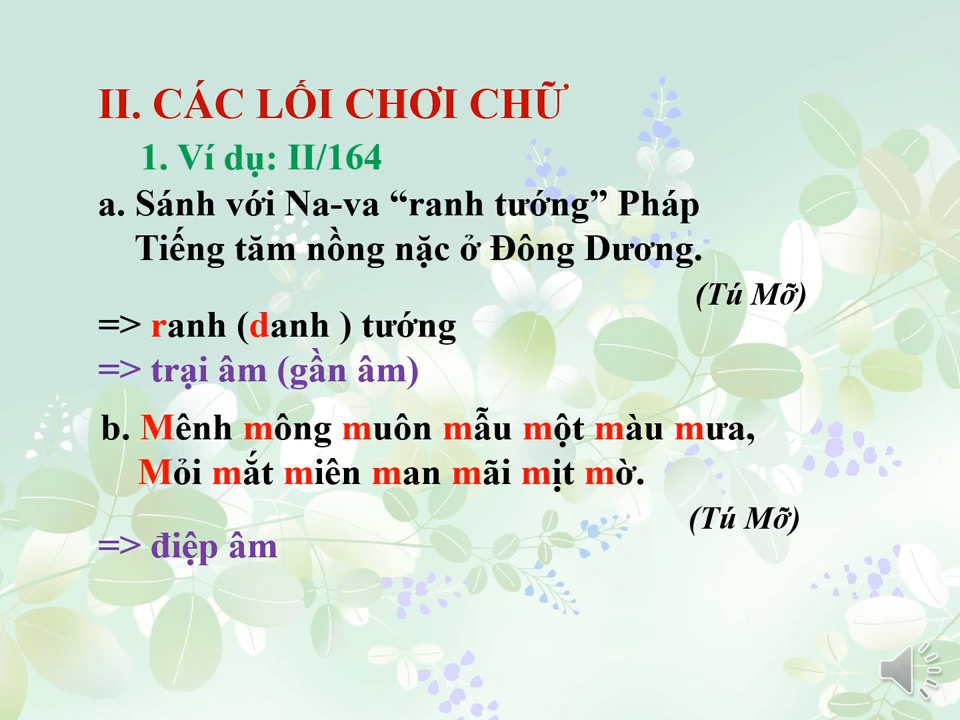 II. CÁC LỐI CHƠI CHỮ
1. Ví dụ: II/164
a. Sánh với Na-va “ranh tướng” Pháp
Tiếng tăm nồng nặc ở Đông Dương.
(Tú Mỡ)
=> ranh (danh ) tướng
=> trại âm (gần âm)
b. Mênh mông muôn mẫu một màu mưa,
Mỏi mắt miên man mãi mịt mờ.
(Tú Mỡ)
=> điệp âm